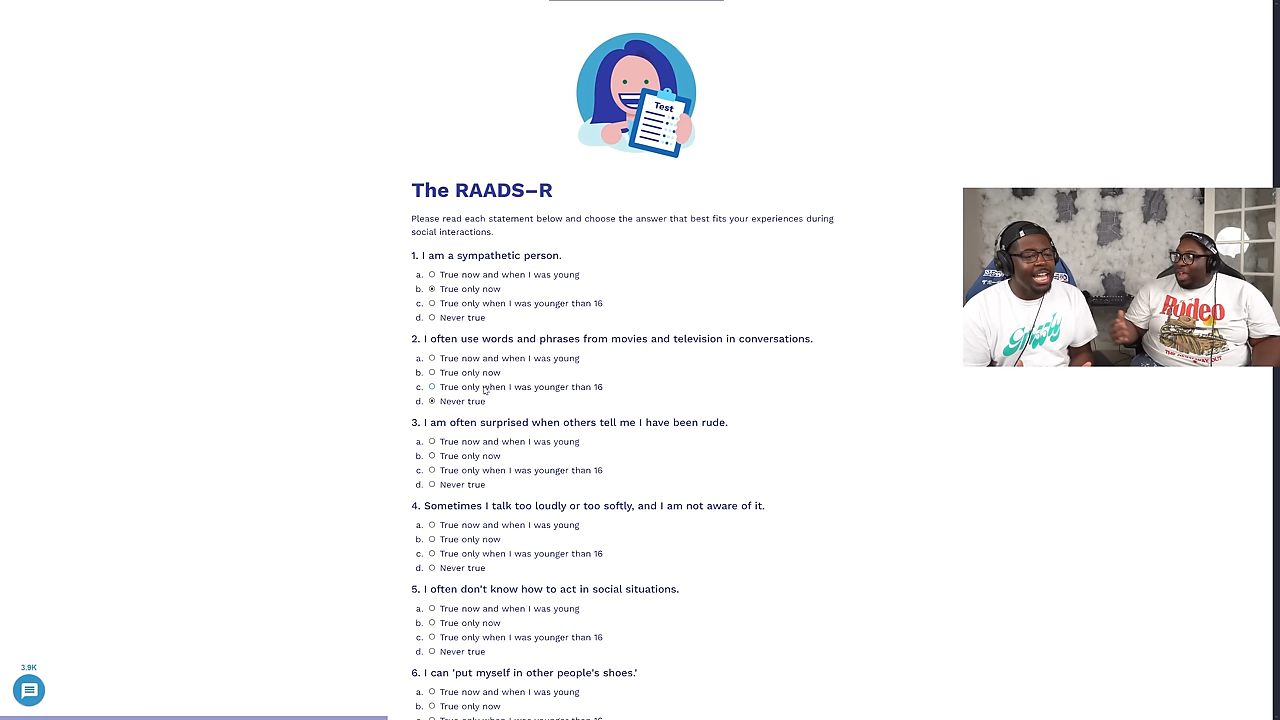 Test
The RAADS–R
Please read each statement below and choose the answer that best fits your experiences during
social interactions.
1. I am a sympathetic person.
a. True now and when I was young
b. True only now
c. True only when I was younger than 16
d. Never true
2. I often use words and phrases from movies and television in conversations.
a. True now and when I was young
b. True only now
c. True only when I was younger than 16
d. Never true
3. I am often surprised when others tell me I have been rude.
a. True now and when I was young
b. True only now
c. True only when I was younger than 16
d. Never true
4. Sometimes I talk too loudly or too softly, and I am not aware of it.
a. True now and when I was young
b. True only now
c. True only when I was younger than 16
d. Never true
5. I often don't know how to act in social situations.
a. True now and when I was young
b. True only now
c. True only when I was younger than 16
d. Never true
6. I can 'put myself in other people's shoes.'
a. True now and when I was young
b. True only now
c. True only when I was younger than 16
Rodeo
3.9K